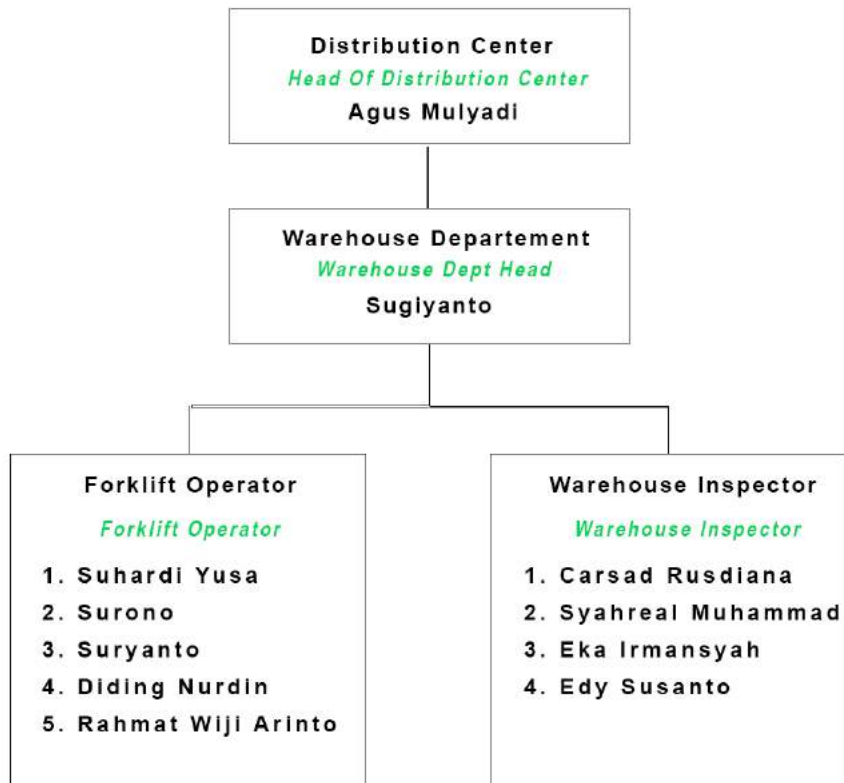 Distribution Center
Head Of Distribution Center
Agus Mulyadi
Warehouse Departement
Warehouse Dept Head
Sugiyanto
Forklift Operator
Forklift Operator
1. Suhardi Yusa
2. Surono
3. Suryanto
4. Diding Nurdin
5. Rahmat Wiji Arinto
Warehouse Inspector
Warehouse Inspector
1. Carsad Rusdiana
2. Syahreal Muhammad
3. Eka Irmansyah
4. Edy Susanto